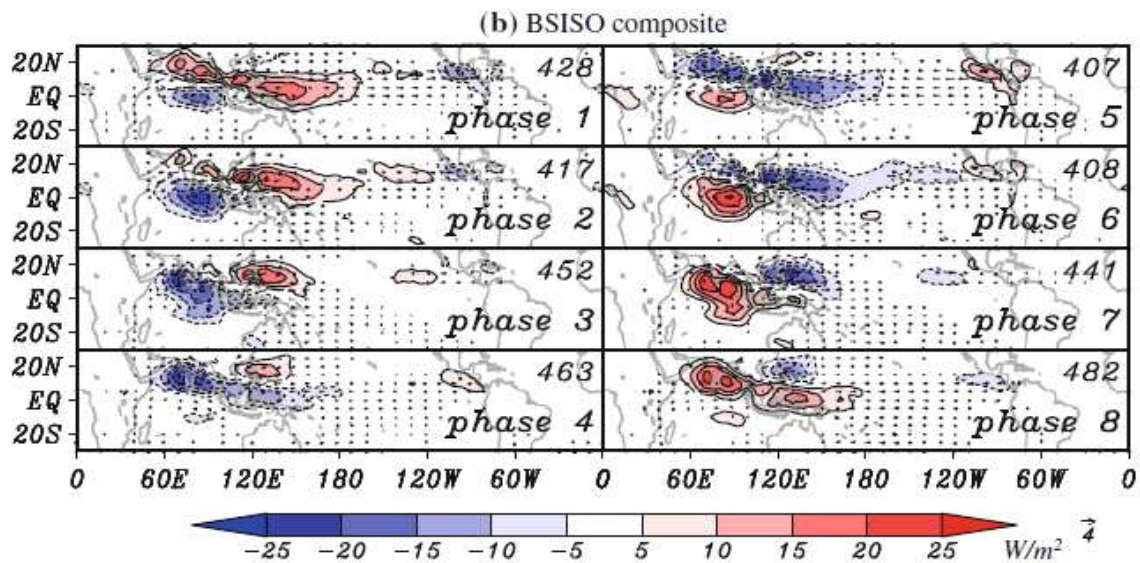 (b) BSISO composite
20N 428 407
EQ
20S phase 1 phase 5
20N 417 408
EQ
20S phase 2 phase 6
20N 452 441
EQ
20S phase 3 phase 7
20N 463 482
EQ
20S phase 4 phase 8
0 60E 120E 180 120W 60W 0 60E 120E 180 120W 60W 0
-25 -20 -15 -10 -5 5 10 15 20 25 W/m² 4